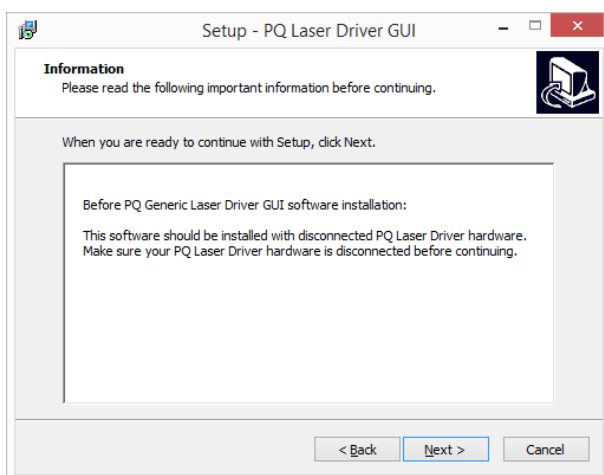 Setup - PQ Laser Driver GUI
Information
Please read the following important information before continuing.
When you are ready to continue with Setup, click Next.
Before PQ Generic Laser Driver GUI software installation:
This software should be installed with disconnected PQ Laser Driver hardware.
Make sure your PQ Laser Driver hardware is disconnected before continuing.
< Back Next > Cancel